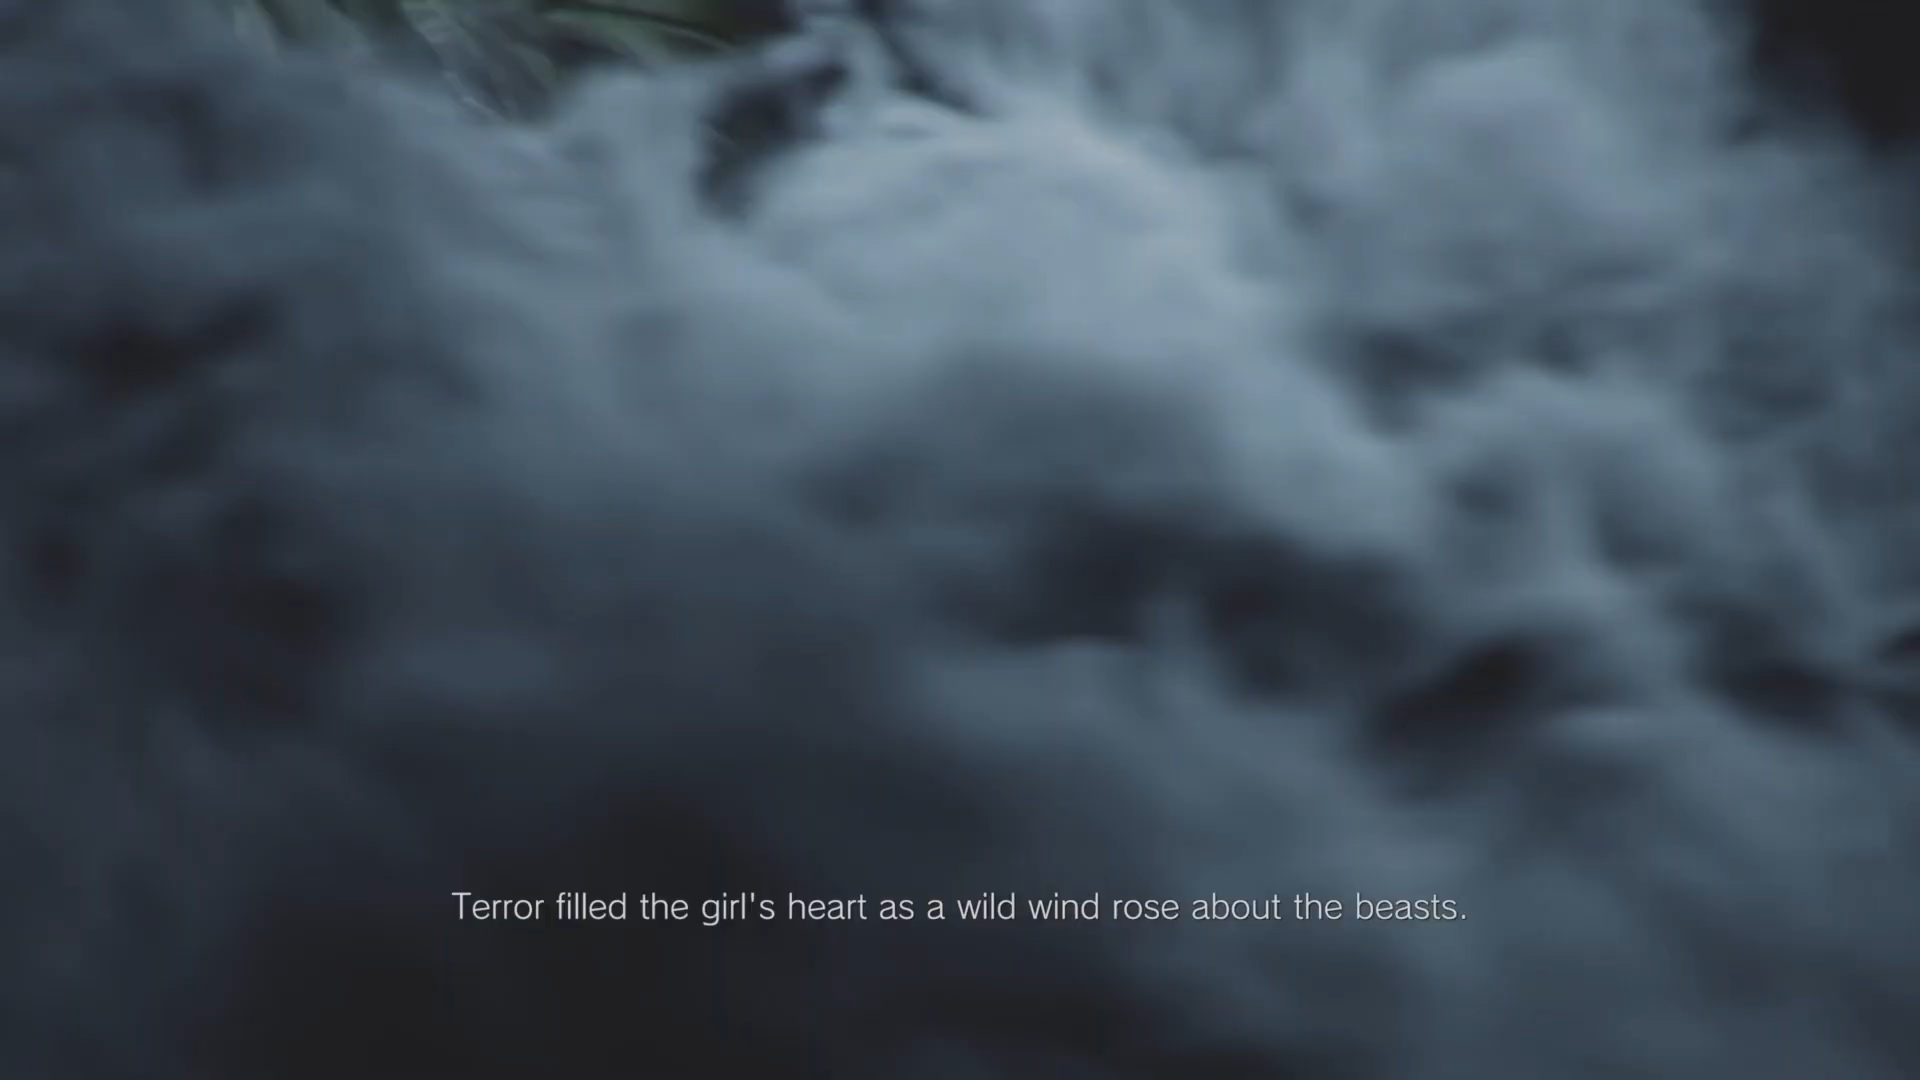 Terror filled the girl's heart as a wild wind rose about the beasts.